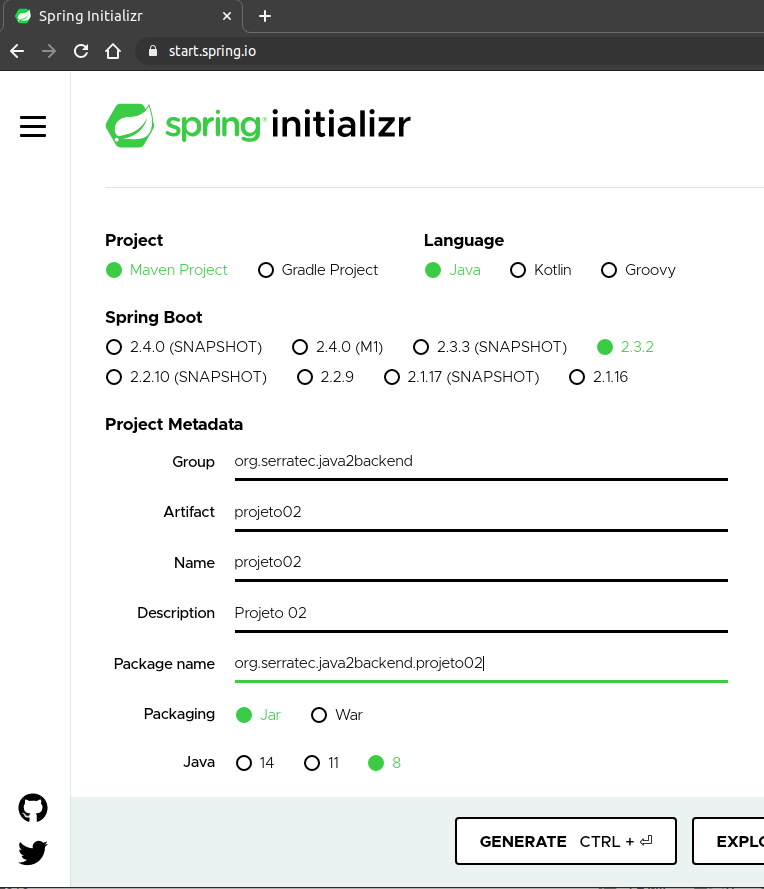 Spring Initializr
start.spring.io
spring initializr
Project
Language
Maven Project Gradle Project
Java Kotlin Groovy
Spring Boot
2.4.0 (SNAPSHOT) 2.4.0 (M1) 2.3.3 (SNAPSHOT) 2.3.2
2.2.10 (SNAPSHOT) 2.2.9 2.1.17 (SNAPSHOT) 2.1.16
Project Metadata
Group org.serratec.java2backend
Artifact projeto02
Name projeto02
Description Projeto 02
Package name org.serratec.java2backend.projeto02
Packaging Jar War
Java 14 11 8
GENERATE CTRL + ⏎ EXPLO